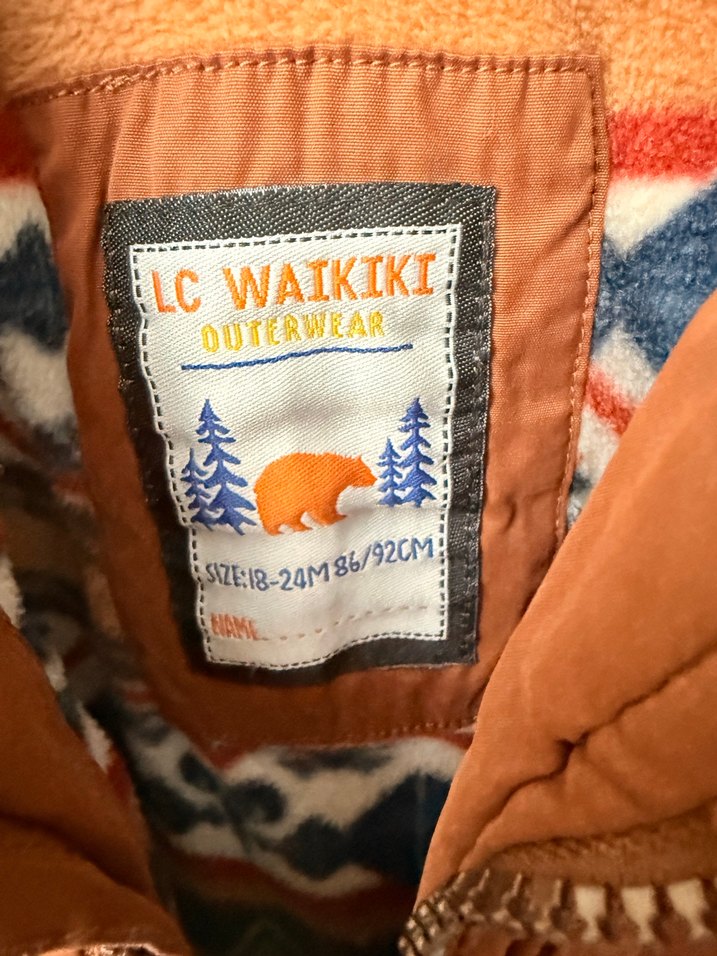 LC WAIKIKI
OUTERWEAR
SIZE:18-24M 86/92CM
NAME